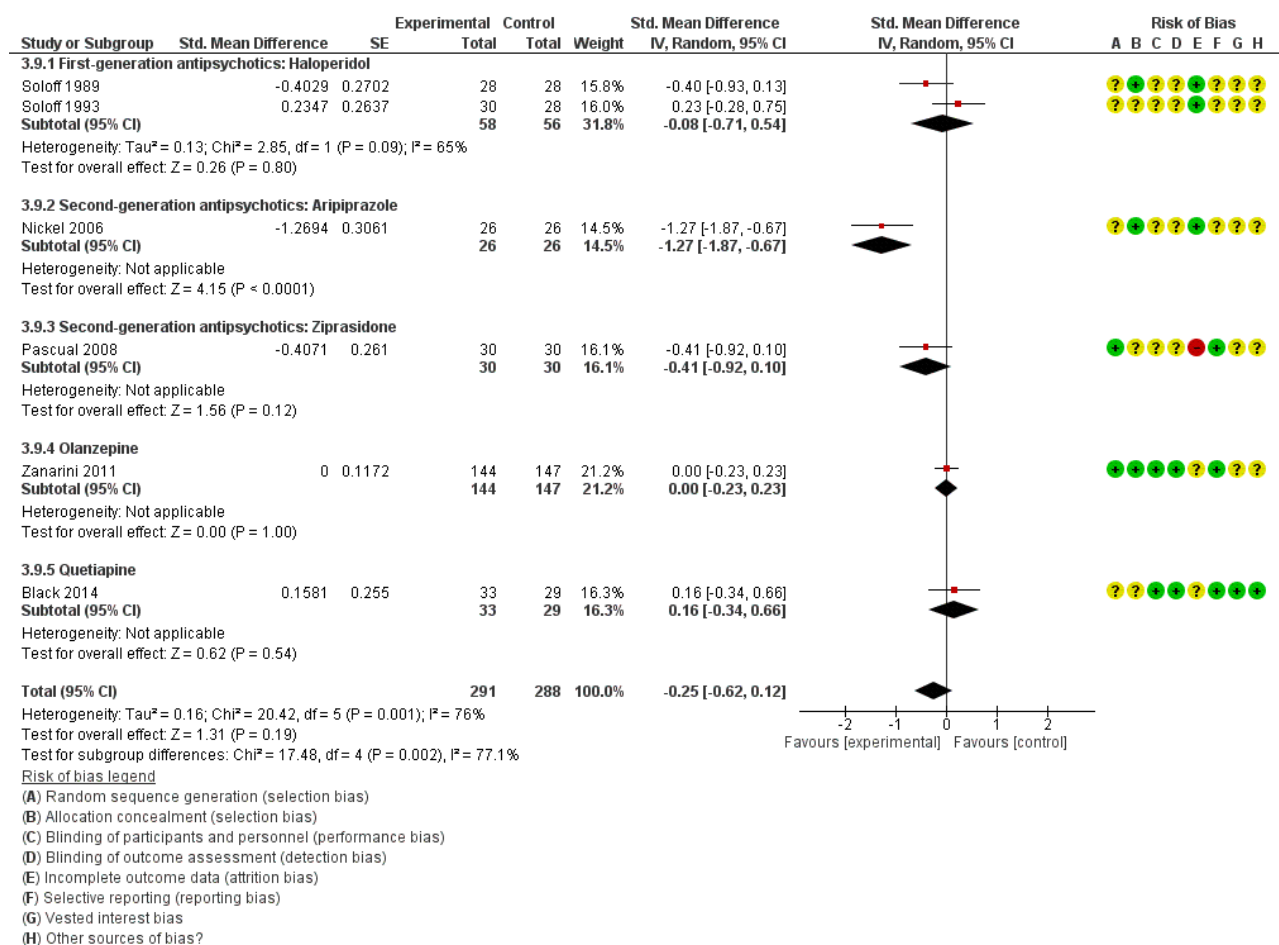 Experimental Control Std. Mean Difference Std. Mean Difference Risk of Bias
Study or Subgroup Std. Mean Difference SE Total Total Weight IV, Random, 95% CI IV, Random, 95% CI A B C D E F G H
3.9.1 First-generation antipsychotics: Haloperidol
Soloff 1989 -0.4029 0.2702 28 28 15.8% -0.40 [-0.93, 0.13] ? + ? ? + ? ? ?
Soloff 1993 0.2347 0.2637 30 28 16.0% 0.23 [-0.28, 0.75] ? ? ? ? + ? ? ?
Subtotal (95% CI) 58 56 31.8% -0.08 [-0.71, 0.54]
Heterogeneity: Tau² = 0.13; Chi² = 2.85, df = 1 (P = 0.09); I² = 65%
Test for overall effect: Z = 0.26 (P = 0.80)
3.9.2 Second-generation antipsychotics: Aripiprazole
Nickel 2006 -1.2694 0.3061 26 26 14.5% -1.27 [-1.87, -0.67] ? + ? ? + ? ? ?
Subtotal (95% CI) 26 26 14.5% -1.27 [-1.87, -0.67]
Heterogeneity: Not applicable
Test for overall effect: Z = 4.15 (P < 0.0001)
3.9.3 Second-generation antipsychotics: Ziprasidone
Pascual 2008 -0.4071 0.261 30 30 16.1% -0.41 [-0.92, 0.10] + ? ? ? - + ? ?
Subtotal (95% CI) 30 30 16.1% -0.41 [-0.92, 0.10]
Heterogeneity: Not applicable
Test for overall effect: Z = 1.56 (P = 0.12)
3.9.4 Olanzepine
Zanarini 2011 0 0.1172 144 147 21.2% 0.00 [-0.23, 0.23] + + + + ? + ? ?
Subtotal (95% CI) 144 147 21.2% 0.00 [-0.23, 0.23]
Heterogeneity: Not applicable
Test for overall effect: Z = 0.00 (P = 1.00)
3.9.5 Quetiapine
Black 2014 0.1581 0.255 33 29 16.3% 0.16 [-0.34, 0.66] ? ? + + ? + + +
Subtotal (95% CI) 33 29 16.3% 0.16 [-0.34, 0.66]
Heterogeneity: Not applicable
Test for overall effect: Z = 0.62 (P = 0.54)
Total (95% CI) 291 288 100.0% -0.25 [-0.62, 0.12]
Heterogeneity: Tau² = 0.16; Chi² = 20.42, df = 5 (P = 0.001); I² = 76%
Test for overall effect: Z = 1.31 (P = 0.19)
Test for subgroup differences: Chi² = 17.48, df = 4 (P = 0.002), I² = 77.1%
-2 -1 0 1 2
Favours [experimental] Favours [control]
Risk of bias legend
(A) Random sequence generation (selection bias)
(B) Allocation concealment (selection bias)
(C) Blinding of participants and personnel (performance bias)
(D) Blinding of outcome assessment (detection bias)
(E) Incomplete outcome data (attrition bias)
(F) Selective reporting (reporting bias)
(G) Vested interest bias
(H) Other sources of bias?